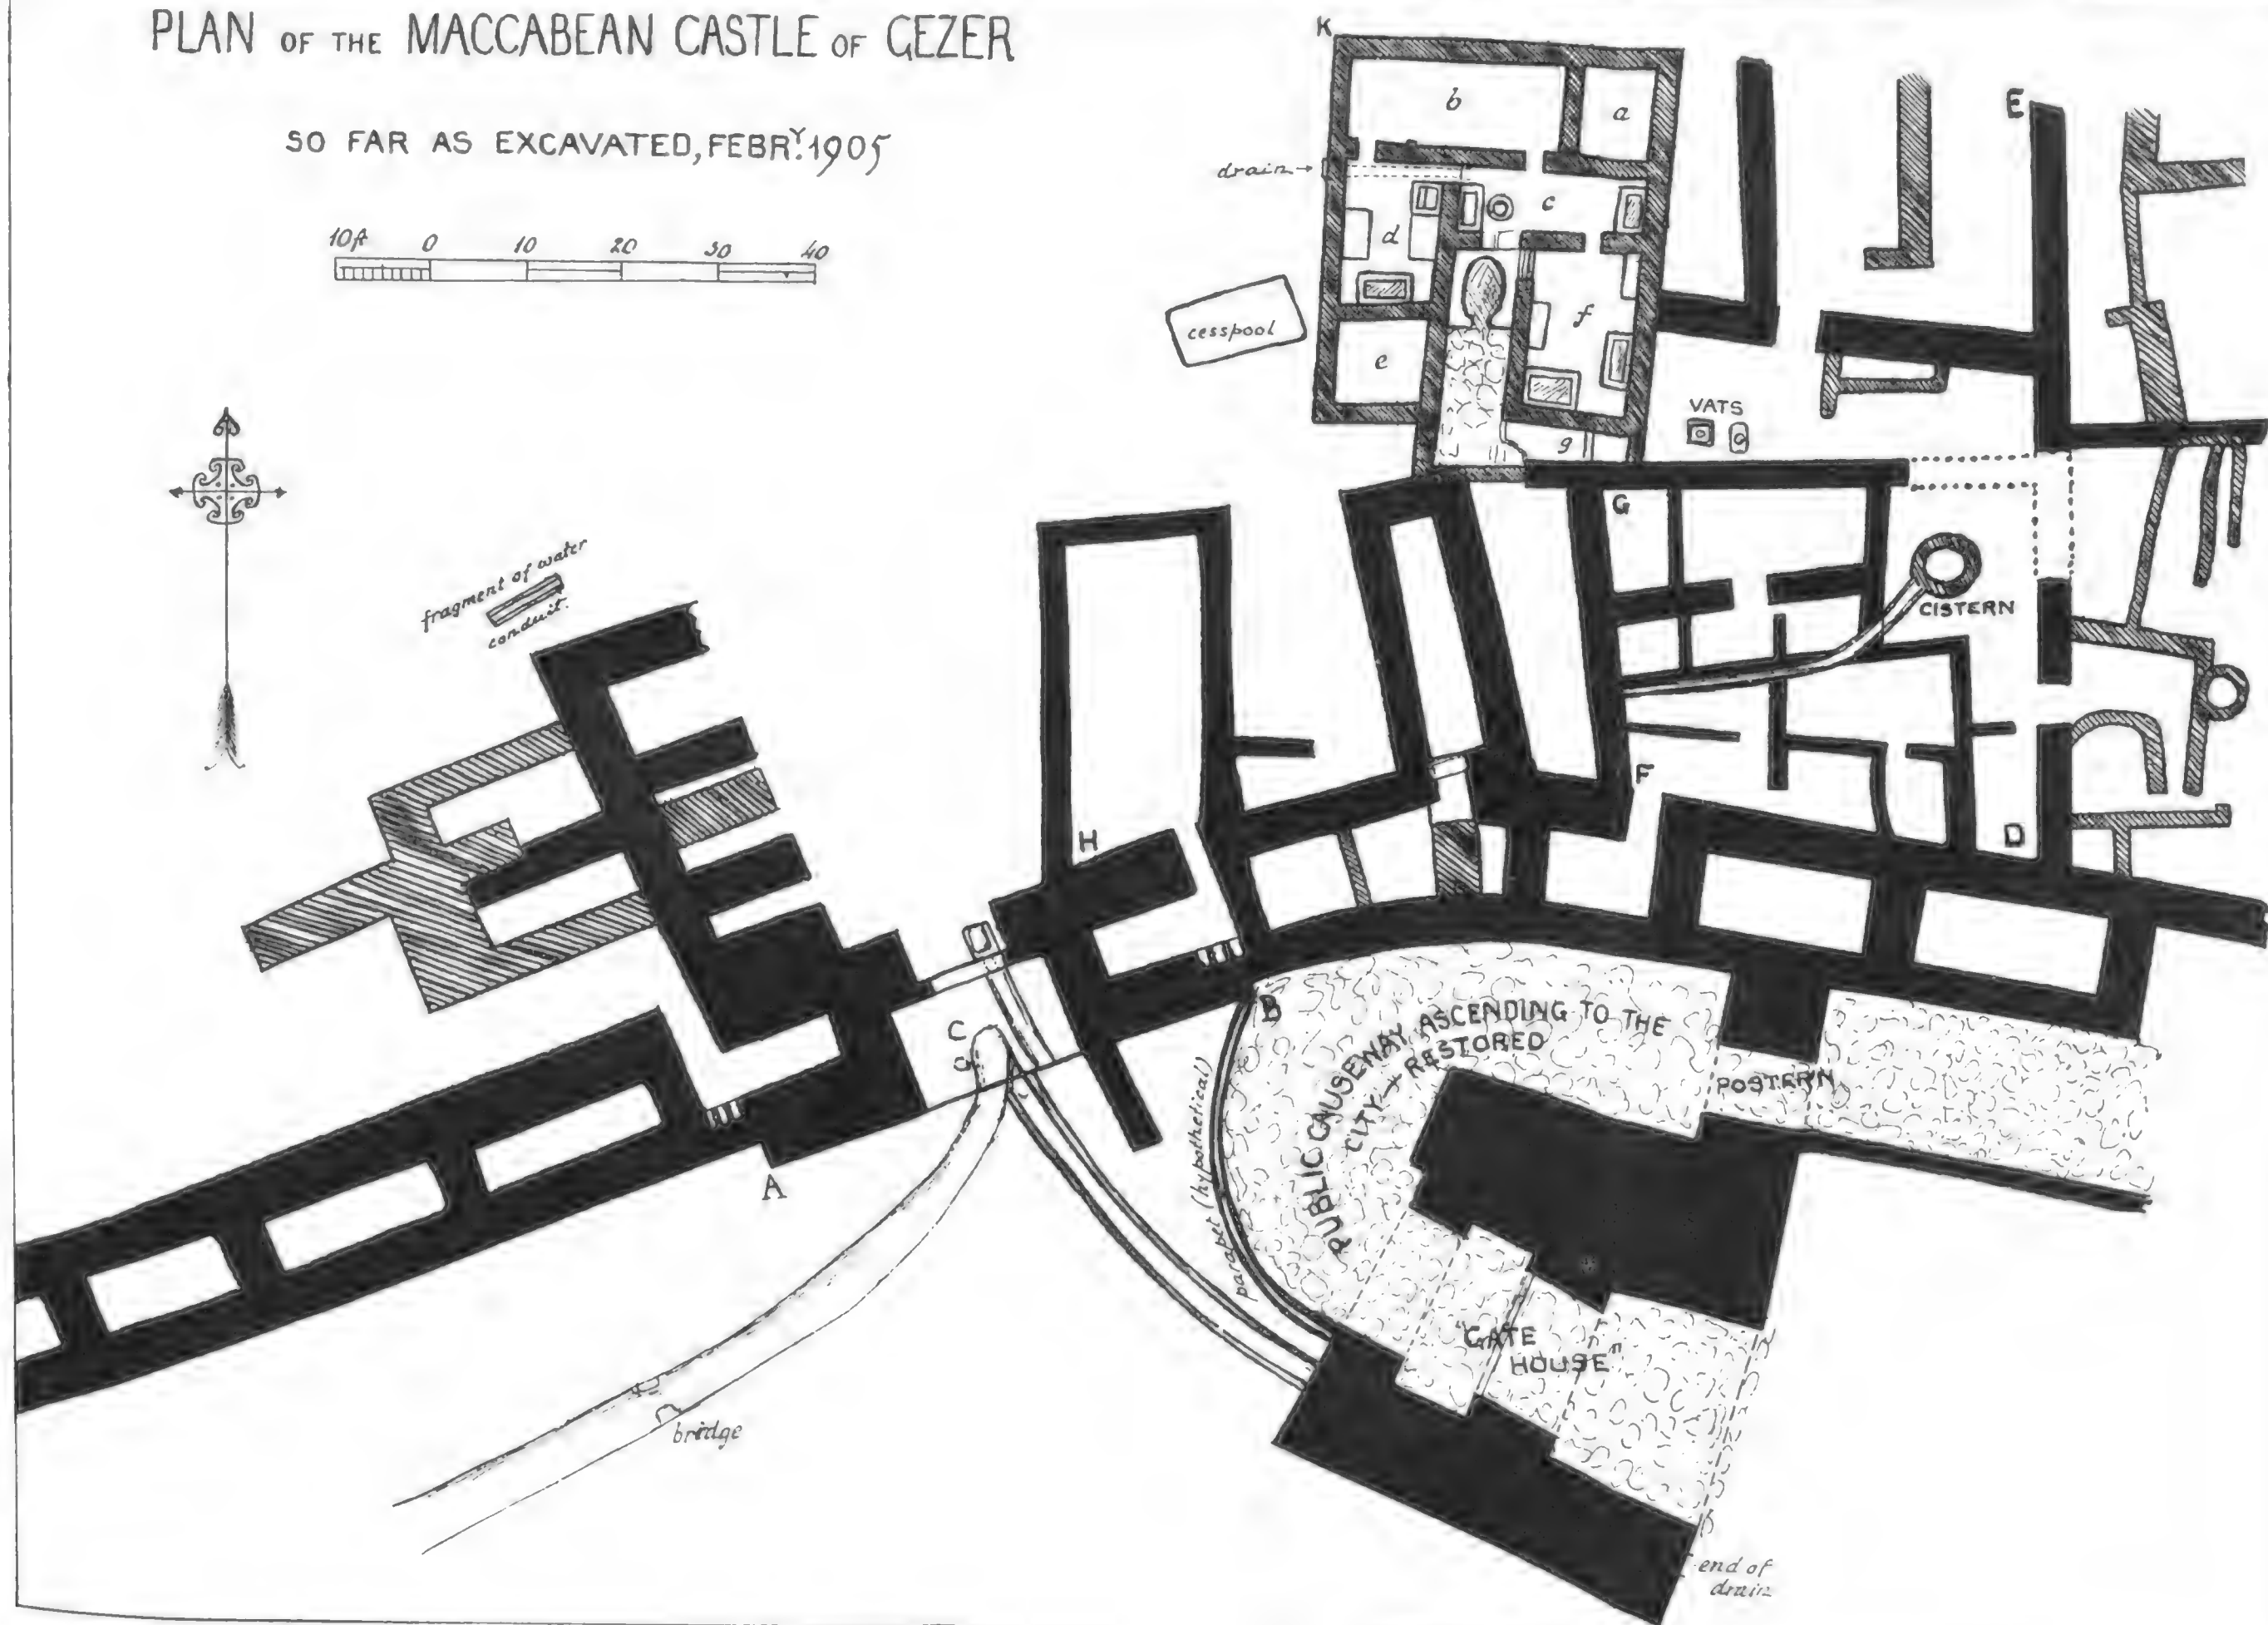 PLAN OF THE MACCABEAN CASTLE OF GEZER
SO FAR AS EXCAVATED, FEBRY. 1905
10ft 0 10 20 30 40
K
b
a
E
drain
c
d
cesspool
f
e
VATS
g
G
fragment of water
conduit.
CISTERN
F
H
D
C
B
PUBLIC CAUSEWAY ASCENDING TO THE
CITY - RESTORED
POSTERN
parapet (hypothetical)
A
"GATE
HOUSE"
bridge
end of
drain